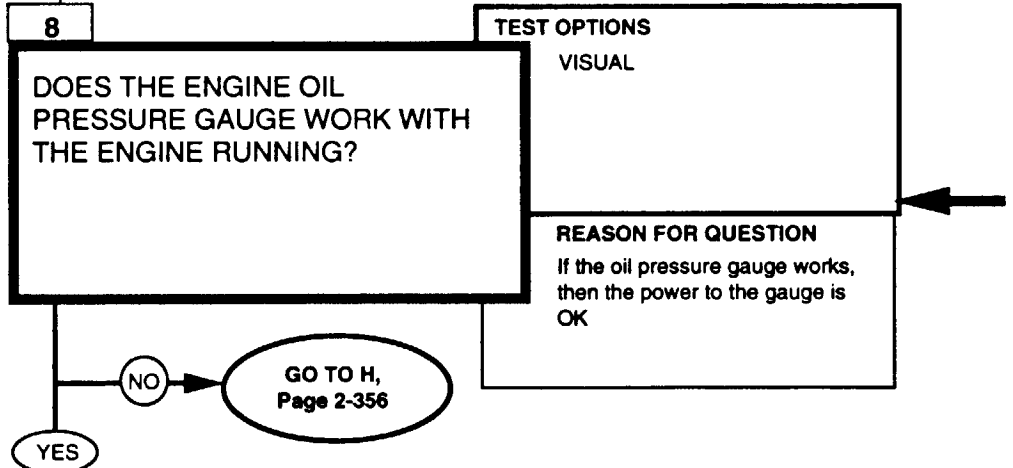 8
DOES THE ENGINE OIL
PRESSURE GAUGE WORK WITH
THE ENGINE RUNNING?
TEST OPTIONS
VISUAL
REASON FOR QUESTION
If the oil pressure gauge works,
then the power to the gauge is
OK
NO
GO TO H,
Page 2-356
YES